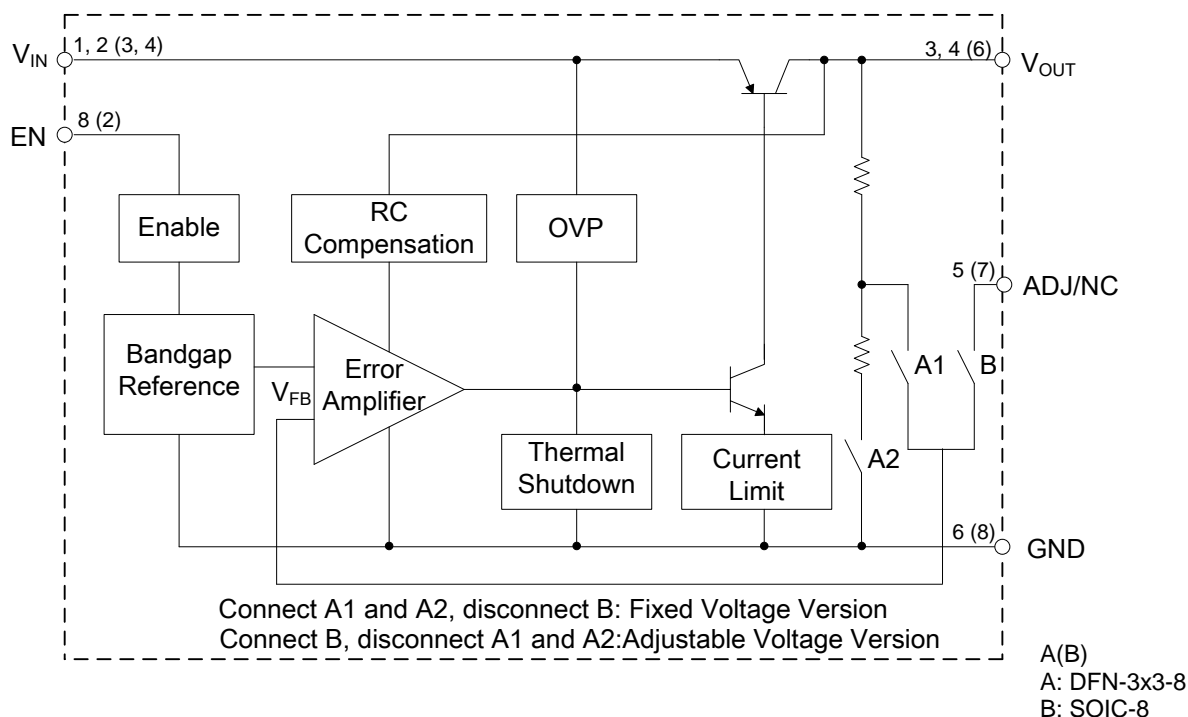 VIN
1, 2 (3, 4)
3, 4 (6)
VOUT
EN
8 (2)
Enable
RC
Compensation
OVP
5 (7)
ADJ/NC
Bandgap
Reference
VFB
Error
Amplifier
A1
B
Thermal
Shutdown
Current
Limit
A2
6 (8)
GND
Connect A1 and A2, disconnect B: Fixed Voltage Version
Connect B, disconnect A1 and A2:Adjustable Voltage Version
A(B)
A: DFN-3x3-8
B: SOIC-8